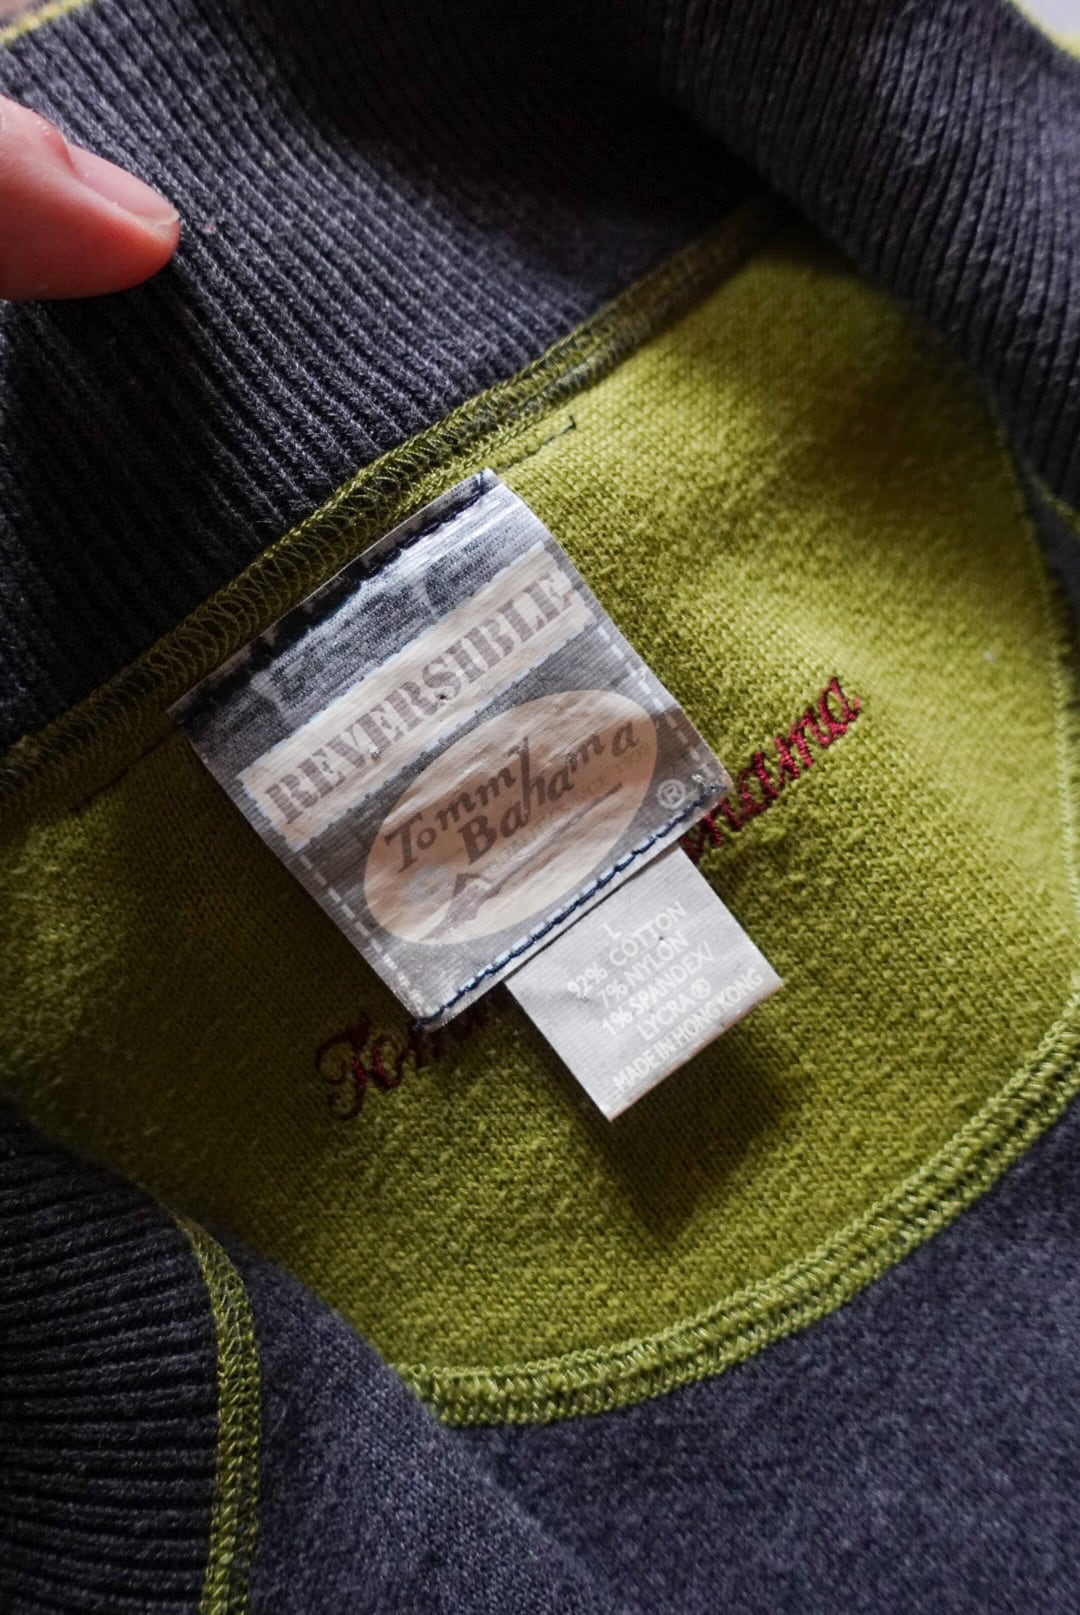 REVERSIBLE
Tommy
Bahama
®
L
92% COTTON
7% NYLON
1% SPANDEX/
LYCRA®
MADE IN HONG KONG